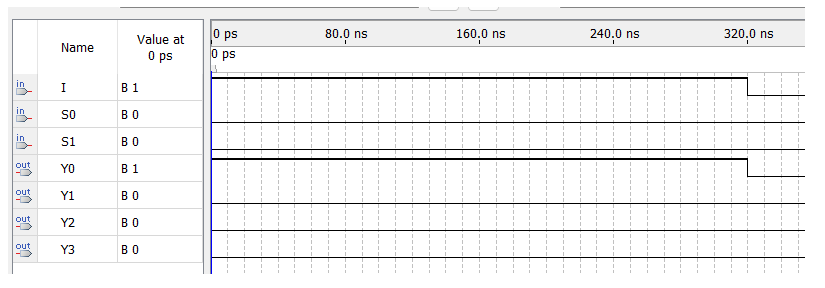 Name Value at 0 ps 0 ps 80.0 ns 160.0 ns 240.0 ns 320.0 ns
0 ps
in I B 1
in S0 B 0
in S1 B 0
out Y0 B 1
out Y1 B 0
out Y2 B 0
out Y3 B 0